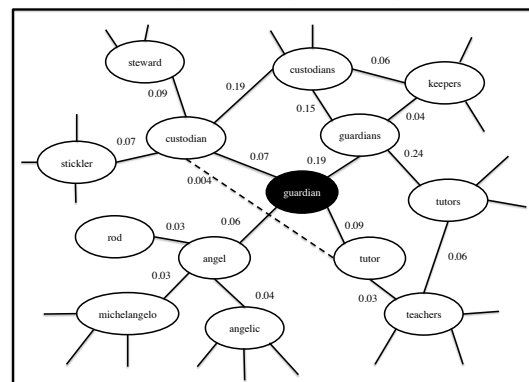 steward
custodians
0.06
keepers
0.09
0.19
0.15
0.04
custodian
guardians
stickler
0.07
0.07
0.19
0.24
0.004
guardian
tutors
rod
0.03
0.06
0.09
angel
tutor
0.06
0.03
0.04
0.03
michelangelo
angelic
teachers